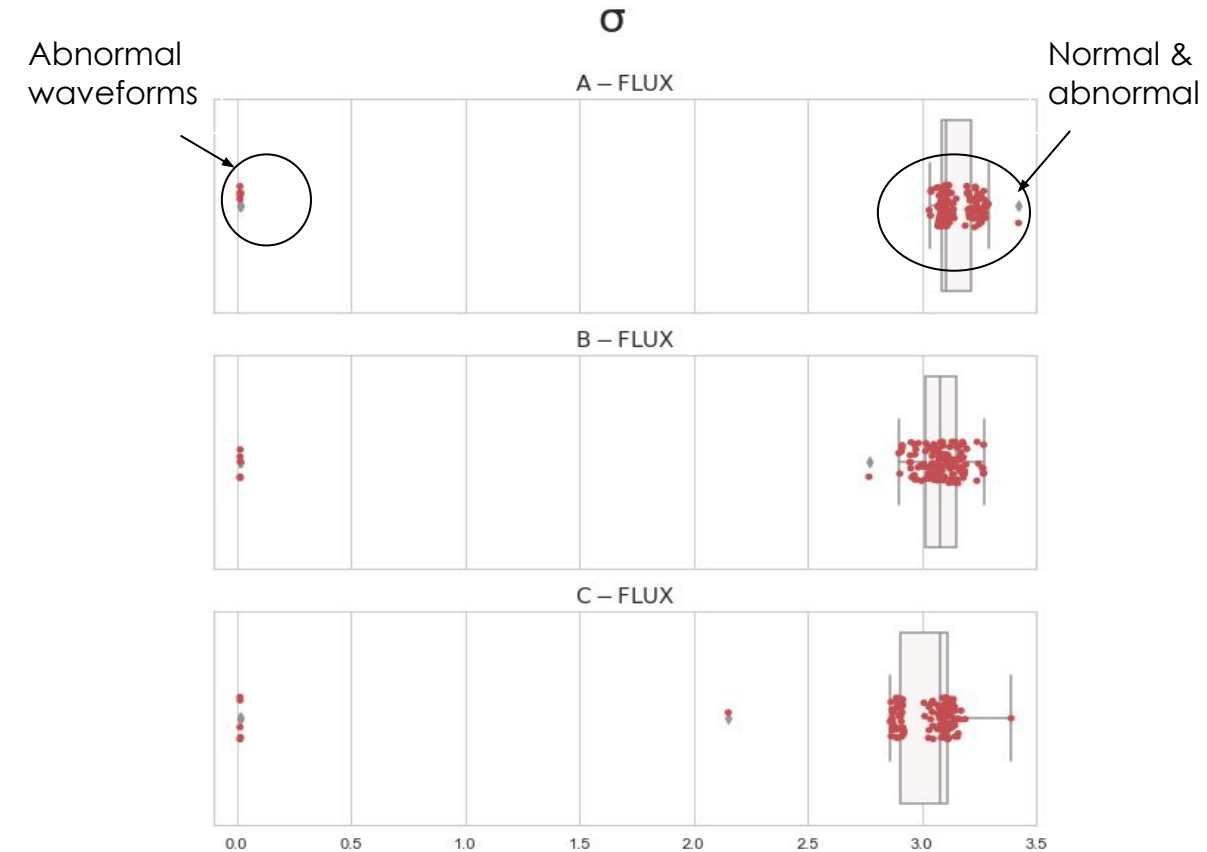 σ
Abnormal
waveforms
Normal &
abnormal
A – FLUX
B – FLUX
C – FLUX
0.0 0.5 1.0 1.5 2.0 2.5 3.0 3.5